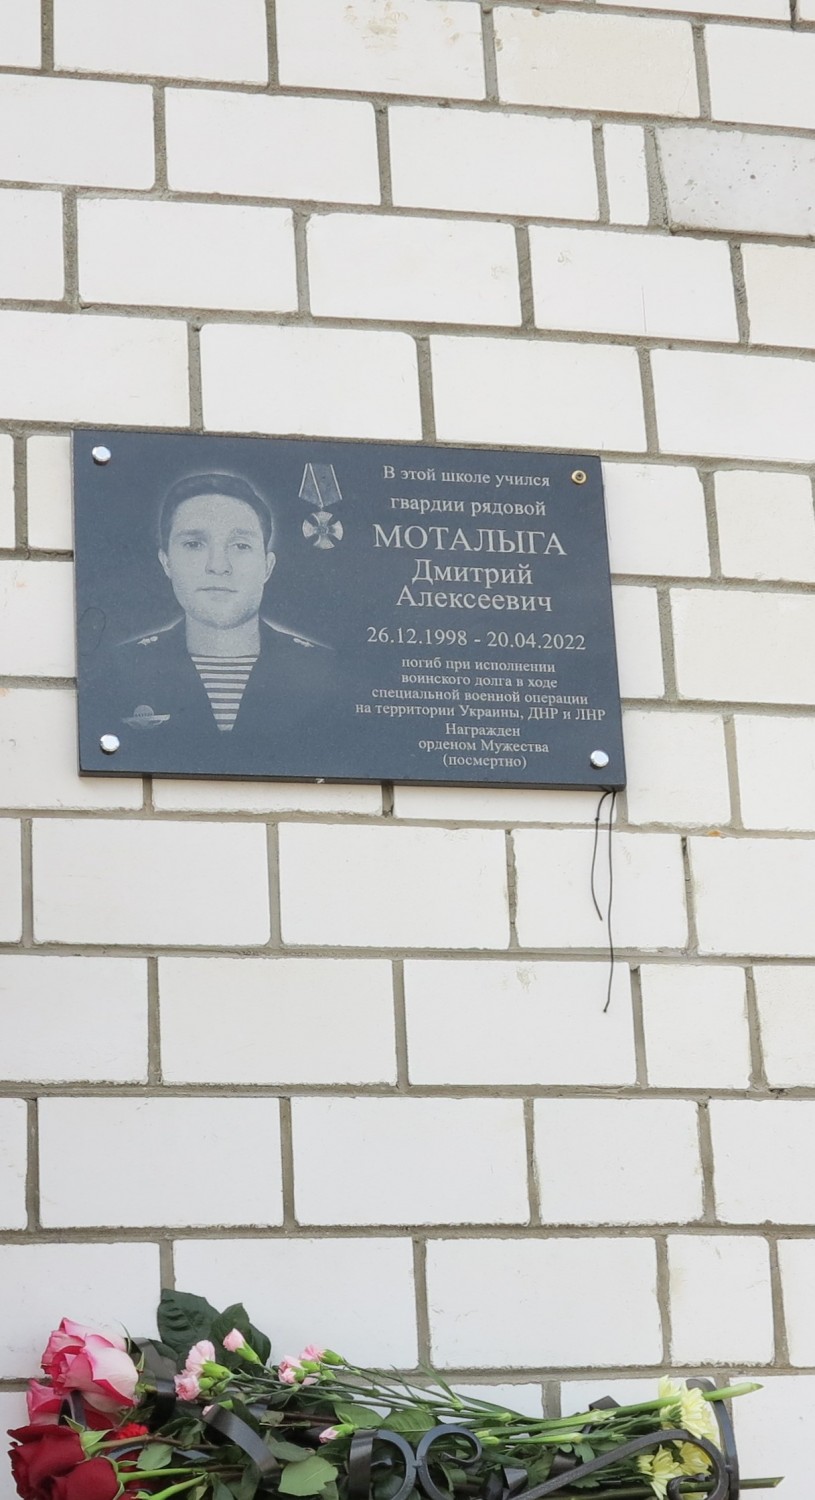 В этой школе учился
гвардии рядовой
МОТАЛЫГА
Дмитрий
Алексеевич
26.12.1998 - 20.04.2022
погиб при исполнении
воинского долга в ходе
специальной военной операции
на территории Украины, ДНР и ЛНР
Награжден
орденом Мужества
(посмертно)